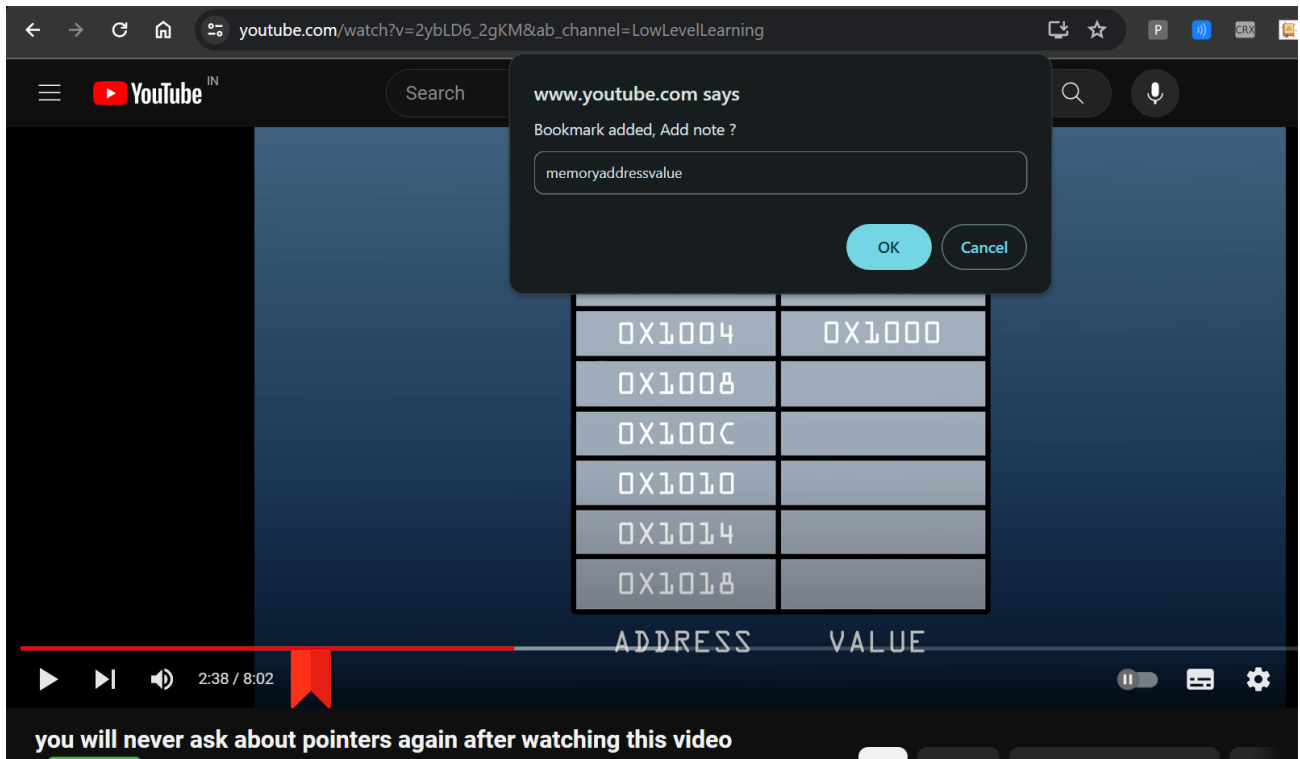 youtube.com/watch?v=2ybLD6_2gKM&ab_channel=LowLevelLearning
P
CRX
YouTube IN
Search
www.youtube.com says
Bookmark added, Add note ?
memoryaddressvalue
OK Cancel
0X1004 0X1000
0X1008
0X100C
0X1010
0X1014
0X1018
ADDRESS VALUE
2:38 / 8:02
you will never ask about pointers again after watching this video